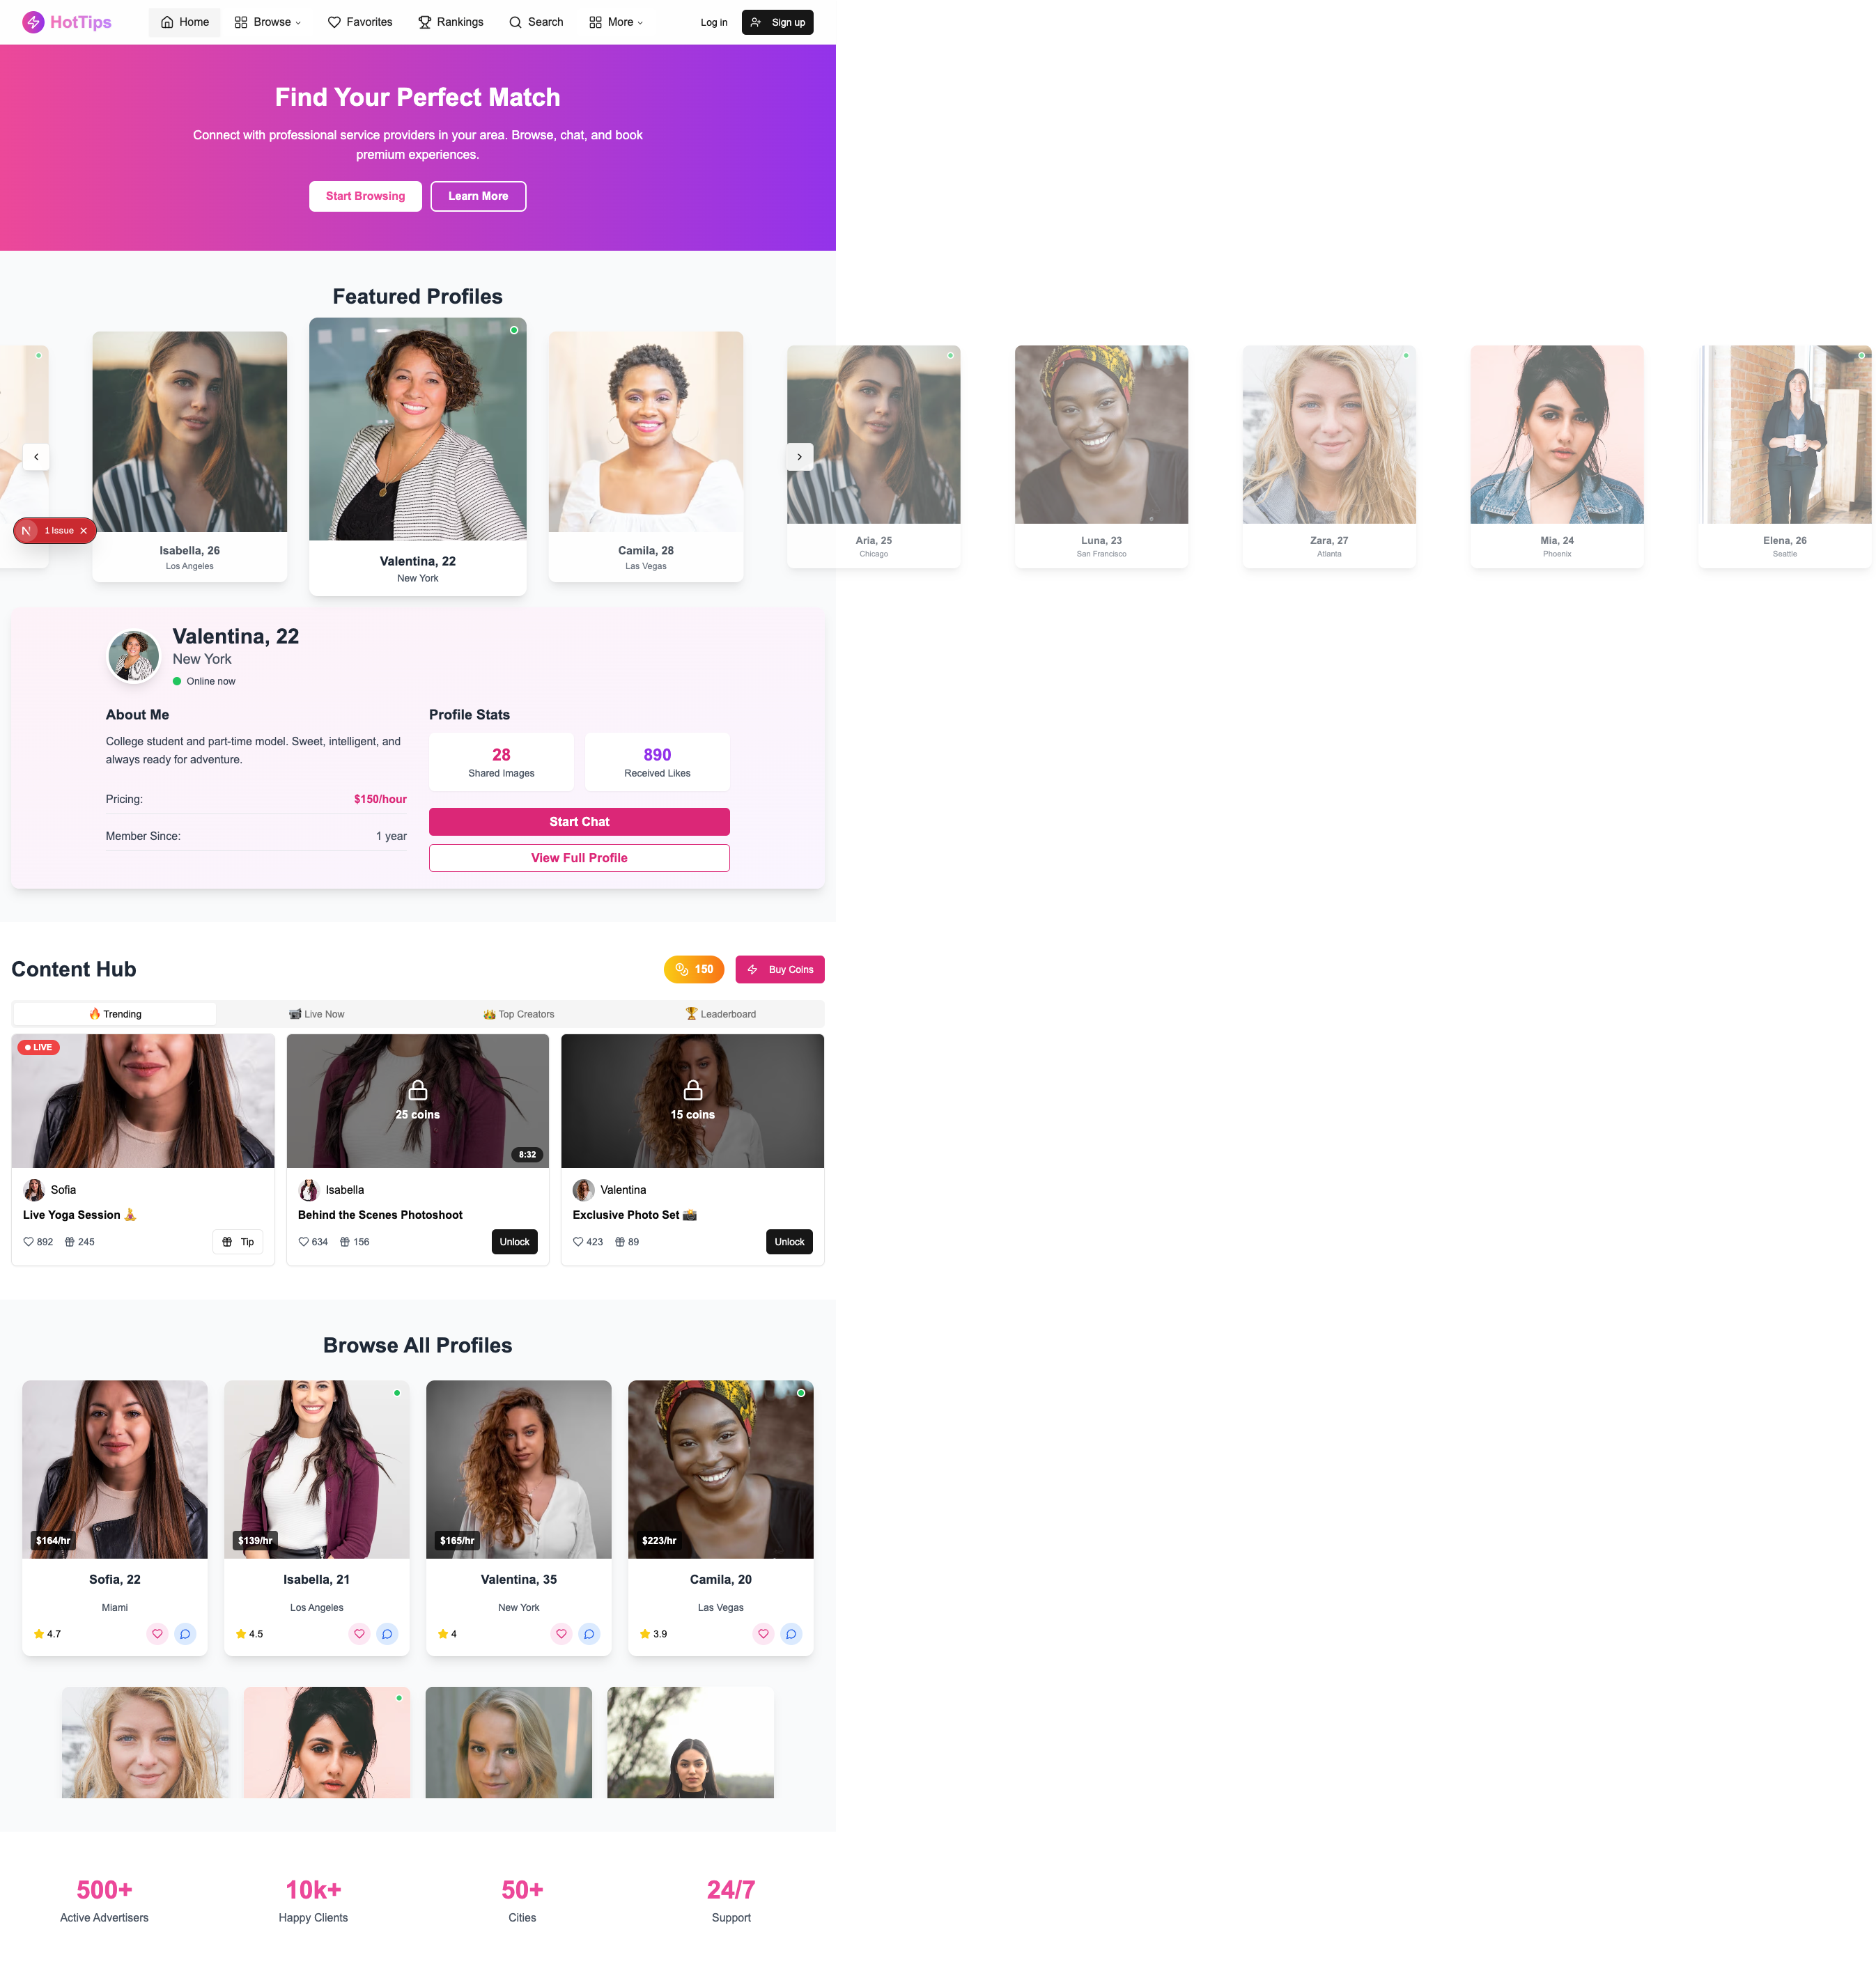 HotTips
Home
Browse
Favorites
Rankings
Search
More
Log in
Sign up
Find Your Perfect Match
Connect with professional service providers in your area. Browse, chat, and book
premium experiences.
Start Browsing
Learn More
Featured Profiles
Isabella, 26
Los Angeles
Valentina, 22
New York
Camila, 28
Las Vegas
Aria, 25
Chicago
Luna, 23
San Francisco
Zara, 27
Atlanta
Mia, 24
Phoenix
Elena, 26
Seattle
N
1 Issue
Valentina, 22
New York
Online now
About Me
College student and part-time model. Sweet, intelligent, and
always ready for adventure.
Pricing:
$150/hour
Member Since:
1 year
Profile Stats
28
Shared Images
890
Received Likes
Start Chat
View Full Profile
Content Hub
150
Buy Coins
🔥 Trending
📹 Live Now
👑 Top Creators
🏆 Leaderboard
LIVE
25 coins
8:32
15 coins
Sofia
Live Yoga Session 🧘
892
245
Tip
Isabella
Behind the Scenes Photoshoot
634
156
Unlock
Valentina
Exclusive Photo Set 📸
423
89
Unlock
Browse All Profiles
$164/hr
Sofia, 22
Miami
4.7
$139/hr
Isabella, 21
Los Angeles
4.5
$165/hr
Valentina, 35
New York
4
$223/hr
Camila, 20
Las Vegas
3.9
500+
Active Advertisers
10k+
Happy Clients
50+
Cities
24/7
Support